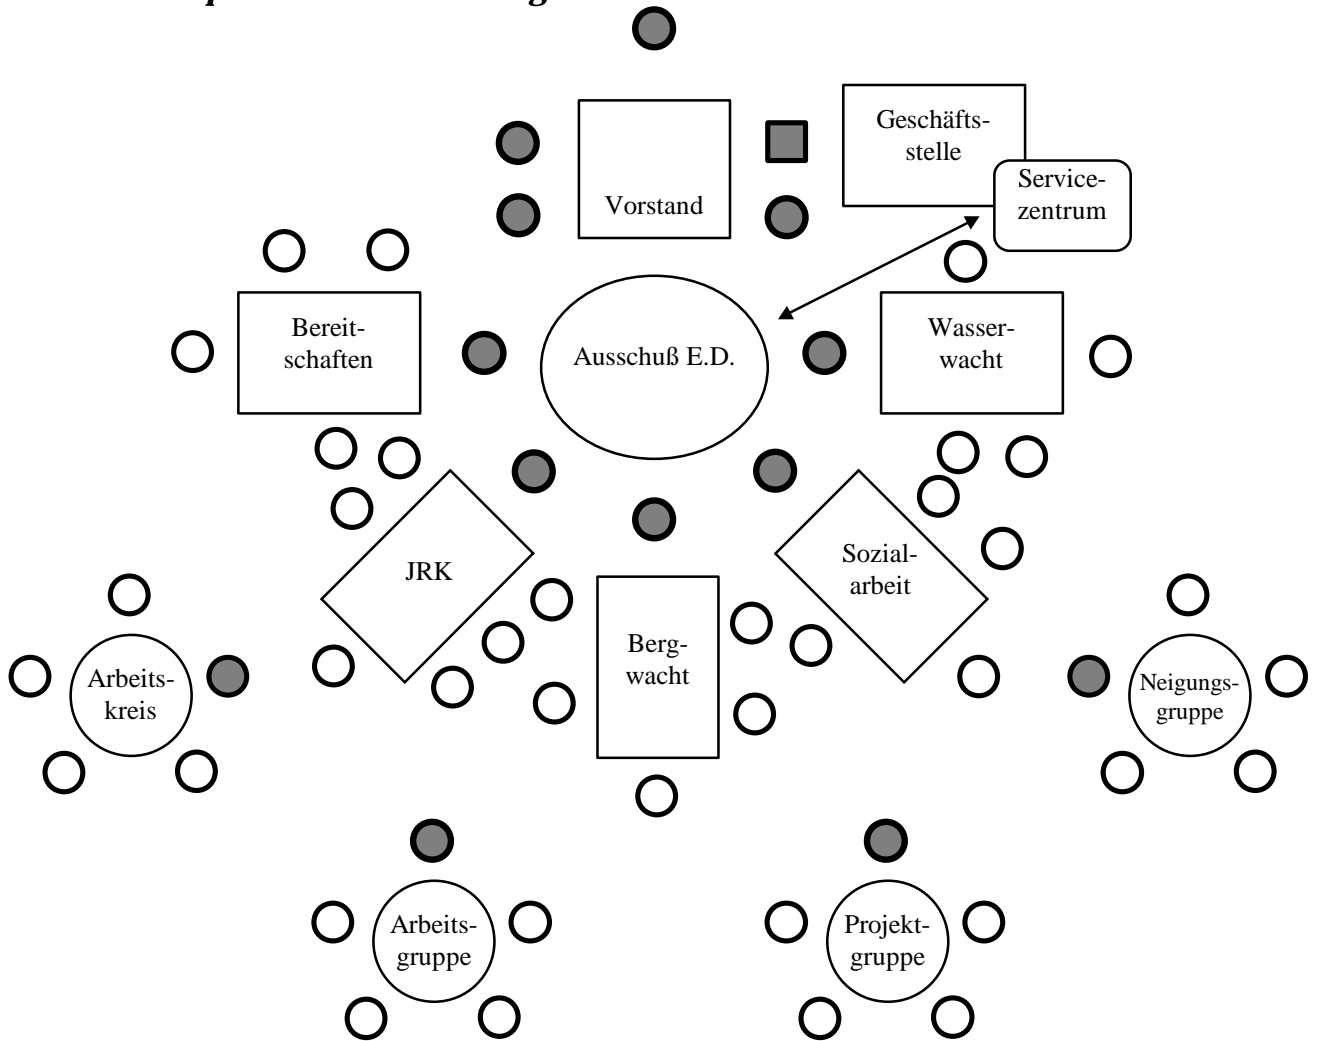 Geschäfts-
stelle
Service-
zentrum
Vorstand
Bereit-
schaften
Ausschuß E.D.
Wasser-
wacht
JRK
Sozial-
arbeit
Berg-
wacht
Arbeits-
kreis
Neigungs-
gruppe
Arbeits-
gruppe
Projekt-
gruppe